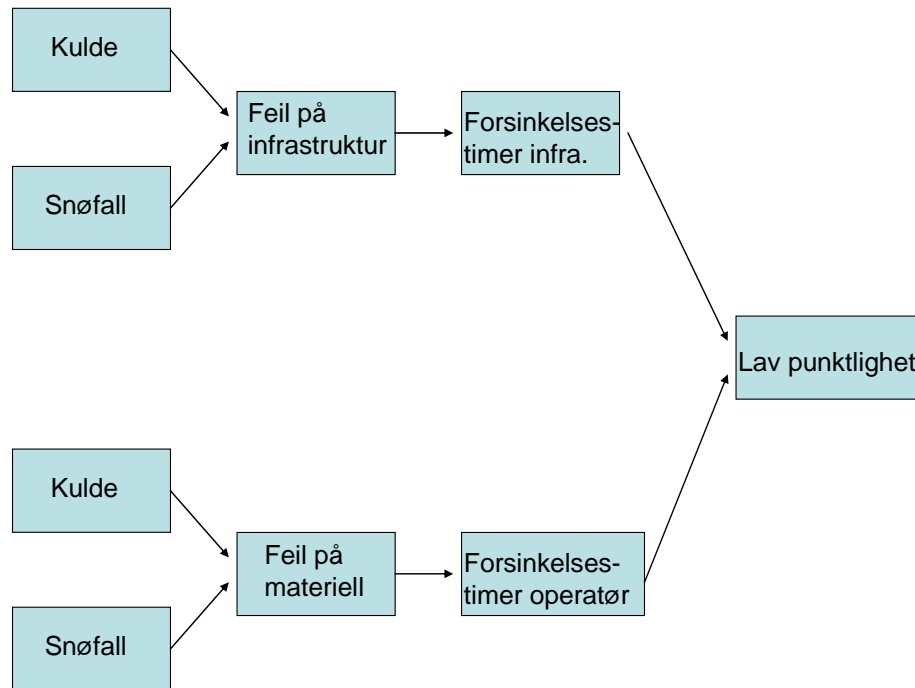 Kulde
Feil på
infrastruktur
Forsinkelses-
timer infra.
Snøfall
Lav punktlighet
Kulde
Feil på
materiell
Forsinkelses-
timer operatør
Snøfall